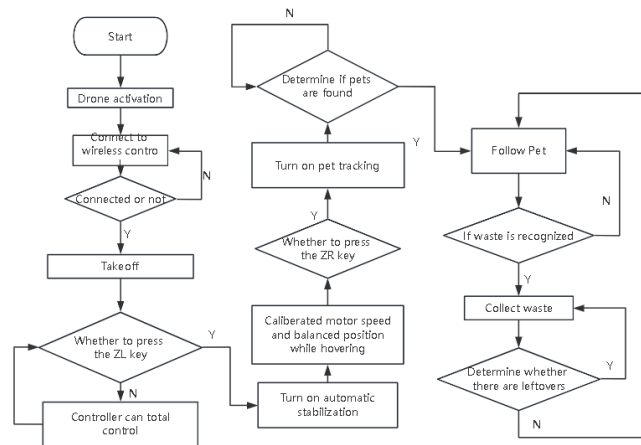 Start
Drone activation
Connect to
wireless contro
N
Connected or not
Y
Takeoff
Whether to press
the ZL key
Y
N
Controller can total
control
Turn on automatic
stabilization
Caliberated motor speed
and balanced position
while hovering
Whether to press
the ZR key
Y
Turn on pet tracking
Determine if pets
are found
N
Y
Follow Pet
N
If waste is recognized
Y
Collect waste
Determine whether
there are leftovers
Y
N